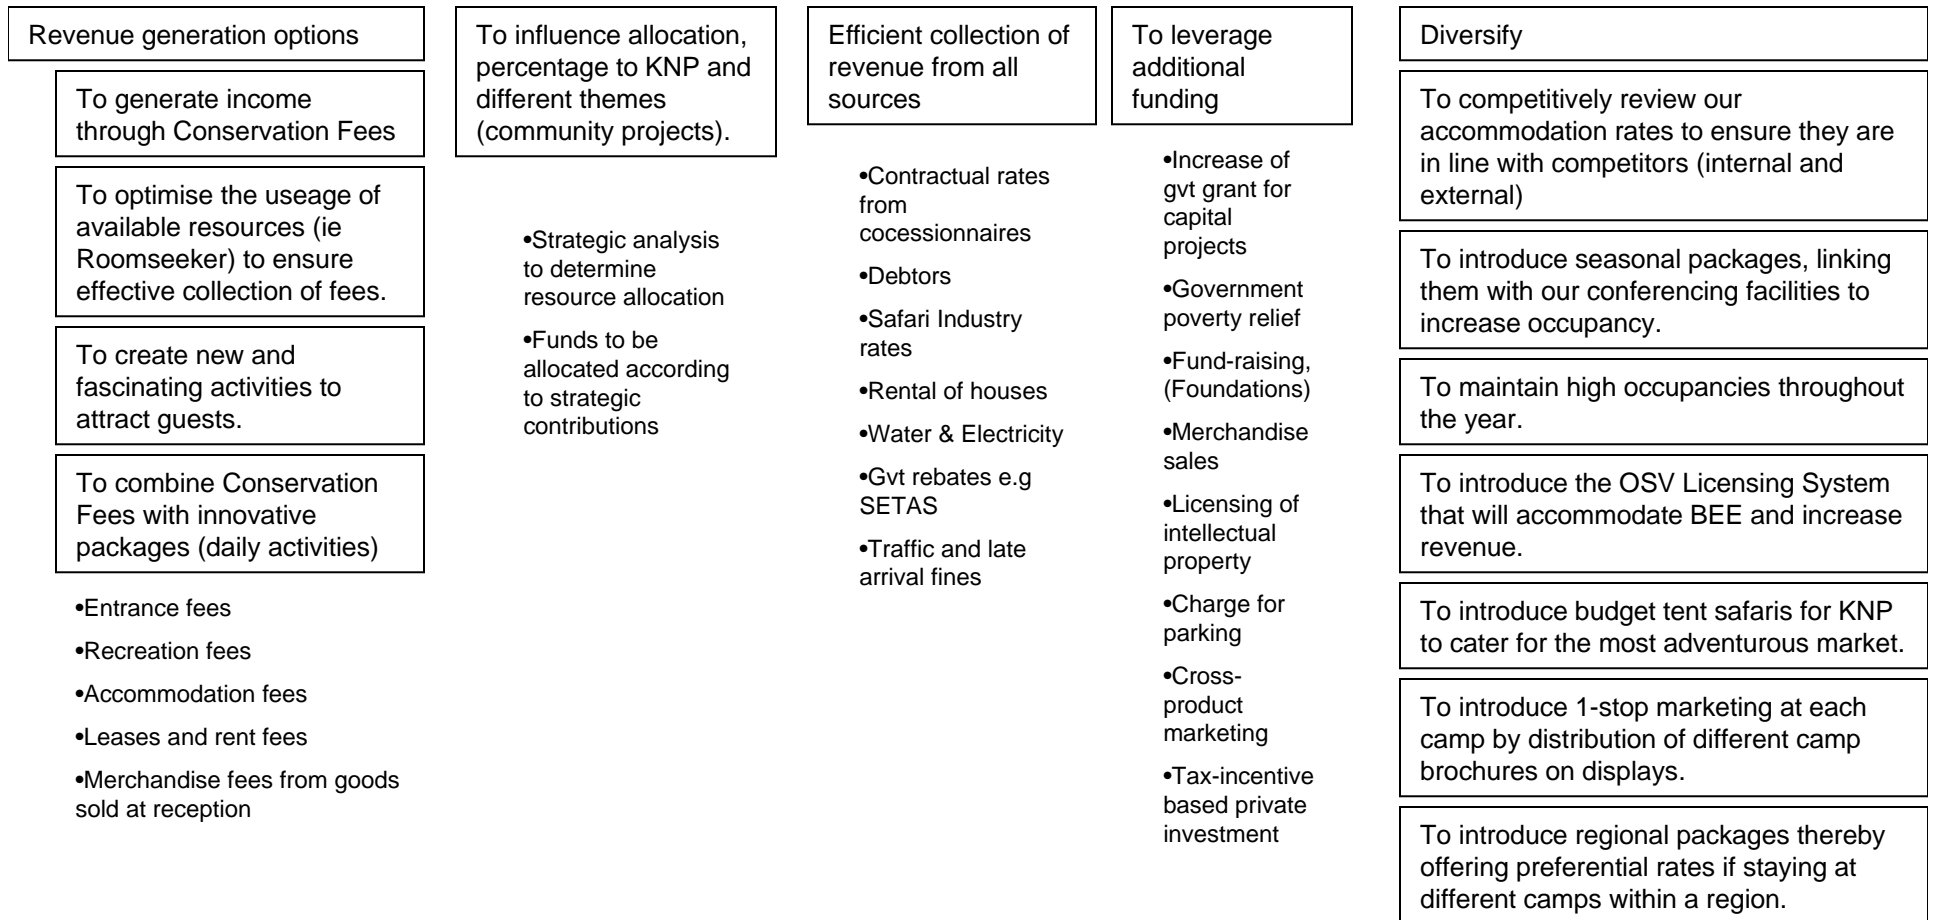 Revenue generation options
To generate income
through Conservation Fees
To optimise the useage of
available resources (ie
Roomseeker) to ensure
effective collection of fees.
To create new and
fascinating activities to
attract guests.
To combine Conservation
Fees with innovative
packages (daily activities)
•Entrance fees
•Recreation fees
•Accommodation fees
•Leases and rent fees
•Merchandise fees from goods
sold at reception
To influence allocation,
percentage to KNP and
different themes
(community projects).
•Strategic analysis
to determine
resource allocation
•Funds to be
allocated according
to strategic
contributions
Efficient collection of
revenue from all
sources
•Contractual rates
from
cocessionnaires
•Debtors
•Safari Industry
rates
•Rental of houses
•Water & Electricity
•Gvt rebates e.g
SETAS
•Traffic and late
arrival fines
To leverage
additional
funding
•Increase of
gvt grant for
capital
projects
•Government
poverty relief
•Fund-raising,
(Foundations)
•Merchandise
sales
•Licensing of
intellectual
property
•Charge for
parking
•Cross-
product
marketing
•Tax-incentive
based private
investment
Diversify
To competitively review our
accommodation rates to ensure they are
in line with competitors (internal and
external)
To introduce seasonal packages, linking
them with our conferencing facilities to
increase occupancy.
To maintain high occupancies throughout
the year.
To introduce the OSV Licensing System
that will accommodate BEE and increase
revenue.
To introduce budget tent safaris for KNP
to cater for the most adventurous market.
To introduce 1-stop marketing at each
camp by distribution of different camp
brochures on displays.
To introduce regional packages thereby
offering preferential rates if staying at
different camps within a region.